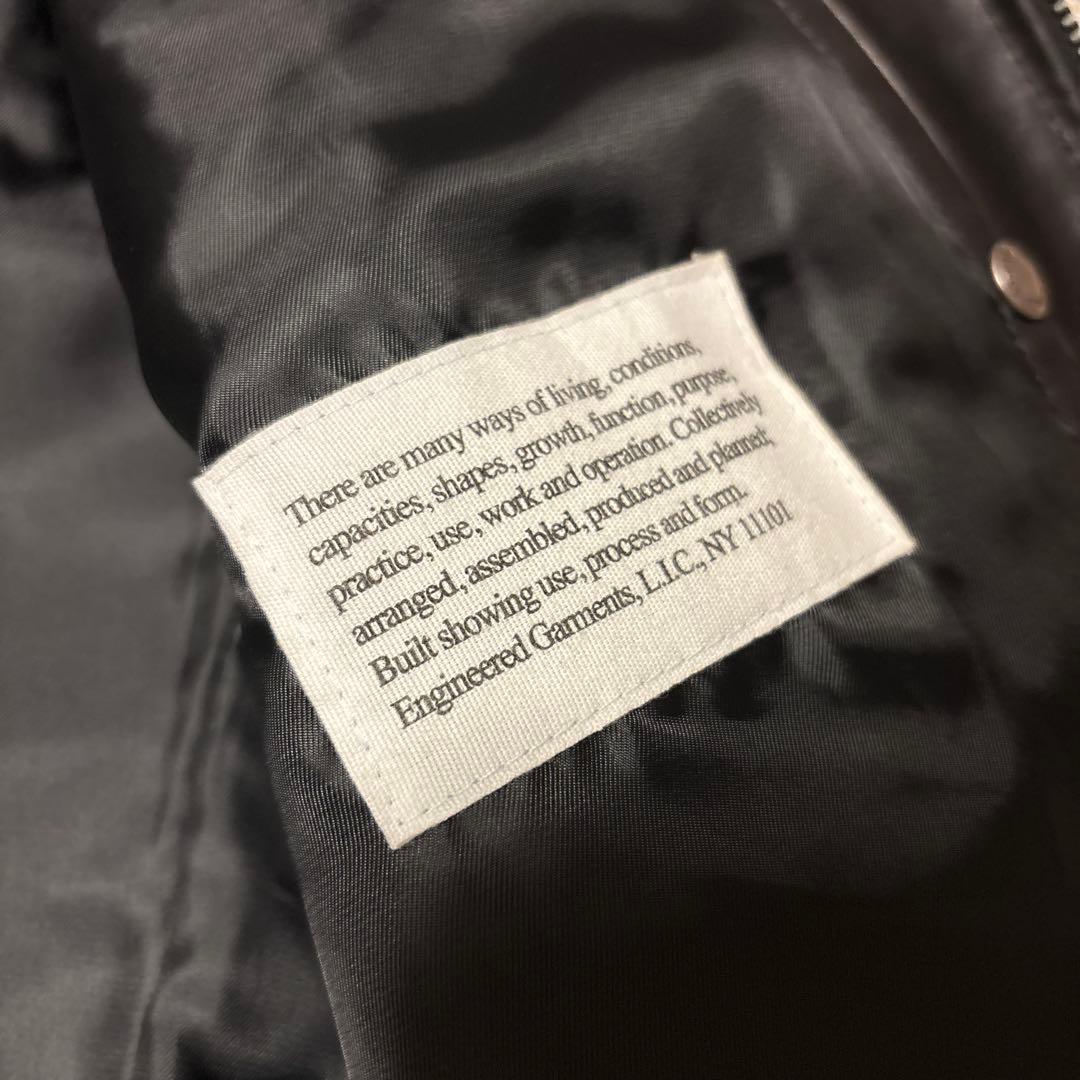 There are many ways of living, conditions,
capacities, shapes, growth, function, purpose,
practice, use, work and operation. Collectively
arranged, assembled, produced and planned;
Built showing use, process and form.
Engineered Garments, L.I.C., NY 11101